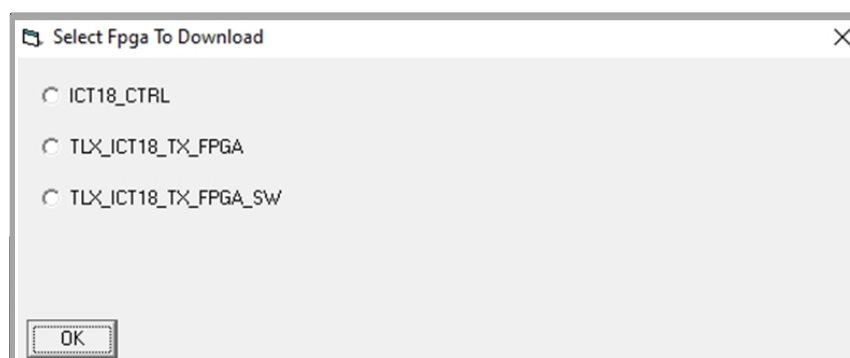 Select Fpga To Download
ICT18_CTRL
TLX_ICT18_TX_FPGA
TLX_ICT18_TX_FPGA_SW
OK